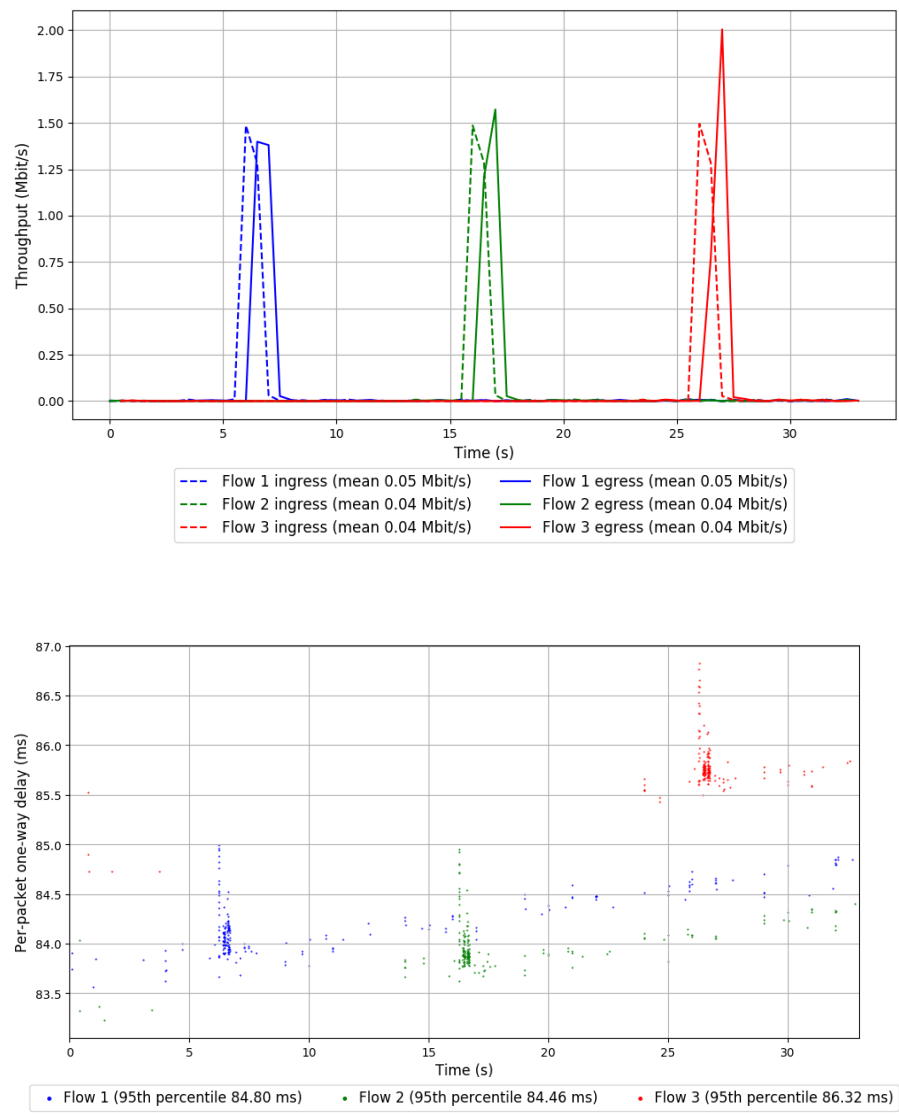 2.00
1.75
1.50
1.25
1.00
0.75
0.50
0.25
0.00
Throughput (Mbit/s)
0 5 10 15 20 25 30
Time (s)
Flow 1 ingress (mean 0.05 Mbit/s) Flow 1 egress (mean 0.05 Mbit/s)
Flow 2 ingress (mean 0.04 Mbit/s) Flow 2 egress (mean 0.04 Mbit/s)
Flow 3 ingress (mean 0.04 Mbit/s) Flow 3 egress (mean 0.04 Mbit/s)
87.0
86.5
86.0
85.5
85.0
84.5
84.0
83.5
Per-packet one-way delay (ms)
0 5 10 15 20 25 30
Time (s)
Flow 1 (95th percentile 84.80 ms) Flow 2 (95th percentile 84.46 ms) Flow 3 (95th percentile 86.32 ms)